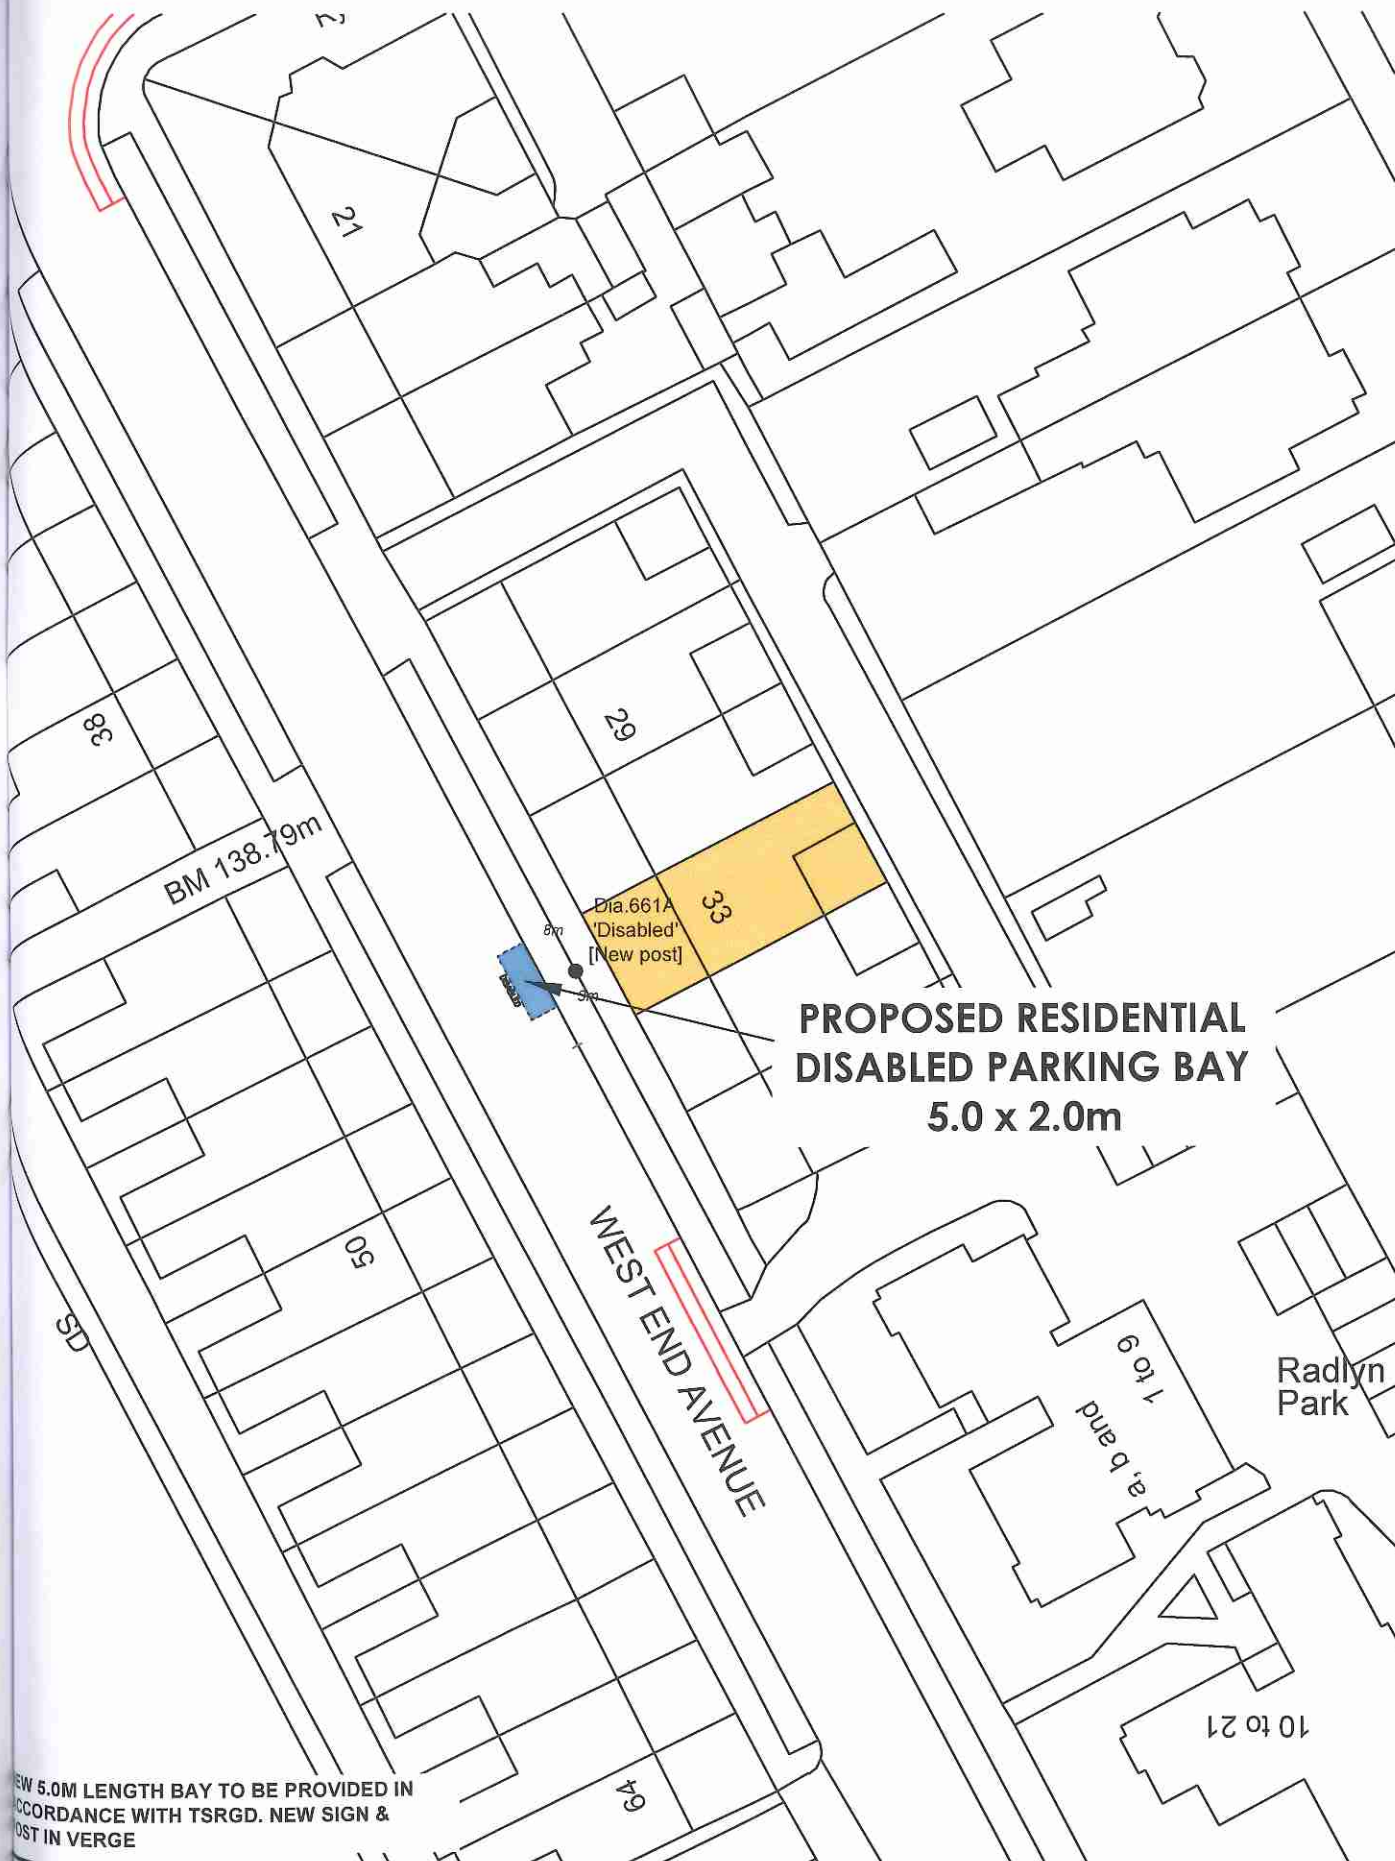 21
38
29
BM 138.79m
33
Dia.661A
'Disabled'
[New post]
8m
9m
PROPOSED RESIDENTIAL
DISABLED PARKING BAY
5.0 x 2.0m
50
WEST END AVENUE
SD
1 to 9
a, b and
Radlyn
Park
10 to 21
64
EW 5.0M LENGTH BAY TO BE PROVIDED IN
CCORDANCE WITH TSRGD. NEW SIGN &
OST IN VERGE